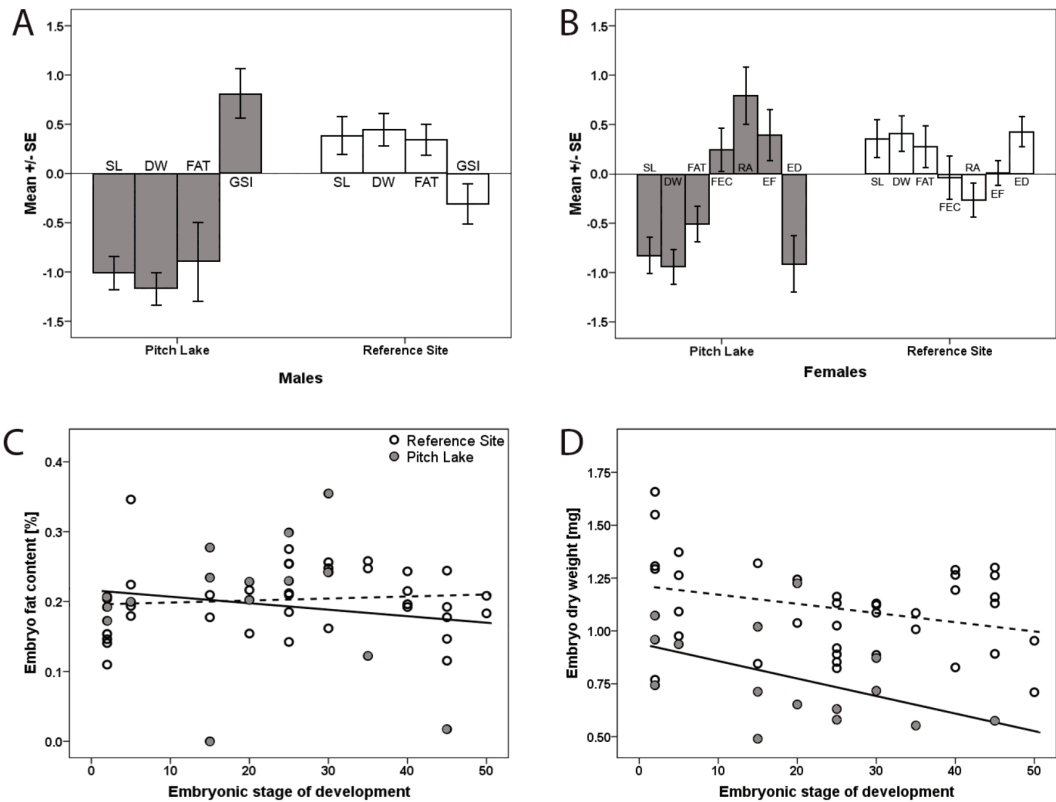 A
Mean +/- SE
1.5
1.0
0.5
0.0
-0.5
-1.0
-1.5
SL DW FAT
GSI
GSI
SL DW FAT
Pitch Lake Reference Site
Males
B
Mean +/- SE
1.5
1.0
0.5
0.0
-0.5
-1.0
-1.5
SL FAT ED
DW FEC RA EF
RA
SL DW FAT FEC EF ED
Pitch Lake Reference Site
Females
C
Embryo fat content [%]
0.4
0.3
0.2
0.1
0.0
Reference Site
Pitch Lake
0 10 20 30 40 50
Embryonic stage of development
D
Embryo dry weight [mg]
1.75
1.50
1.25
1.00
0.75
0.50
0 10 20 30 40 50
Embryonic stage of development